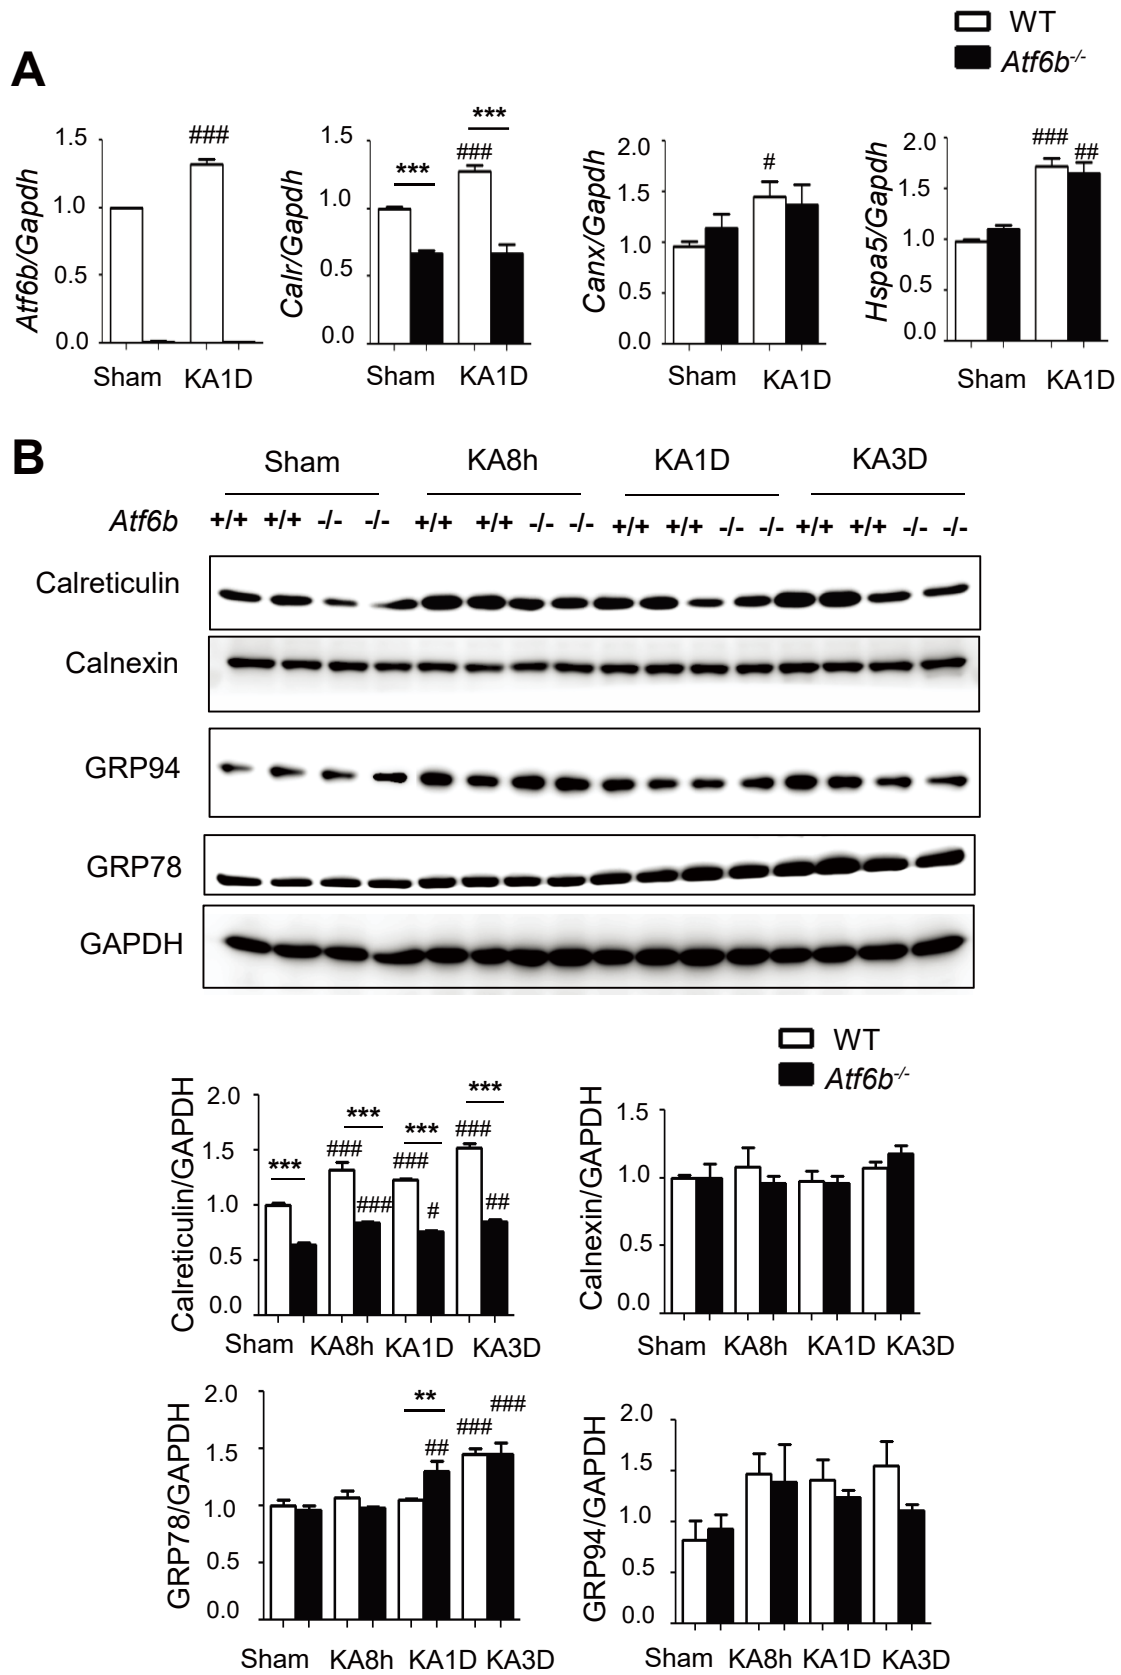 WT
Atf6b-/-
A
Atf6b/Gapdh
1.5
1.0
0.5
0.0
###
Sham KA1D
Calr/Gapdh
1.5
1.0
0.5
0.0
***
###
***
Sham KA1D
Canx/Gapdh
2.0
1.5
1.0
0.5
0.0
#
Sham KA1D
Hspa5/Gapdh
2.0
1.5
1.0
0.5
0.0
###
##
Sham KA1D
B
Sham KA8h KA1D KA3D
Atf6b +/+ +/+ -/- -/- +/+ +/+ -/- -/- +/+ +/+ -/- -/- +/+ +/+ -/- -/-
Calreticulin
Calnexin
GRP94
GRP78
GAPDH
WT
Atf6b-/-
Calreticulin/GAPDH
2.0
1.5
1.0
0.5
0.0
***
***
###
###
***
###
#
***
###
##
Sham KA8h KA1D KA3D
Calnexin/GAPDH
1.5
1.0
0.5
0.0
Sham KA8h KA1D KA3D
GRP78/GAPDH
2.0
1.5
1.0
0.5
0.0
**
##
###
###
Sham KA8h KA1D KA3D
GRP94/GAPDH
2.0
1.5
1.0
0.5
0.0
Sham KA8h KA1D KA3D